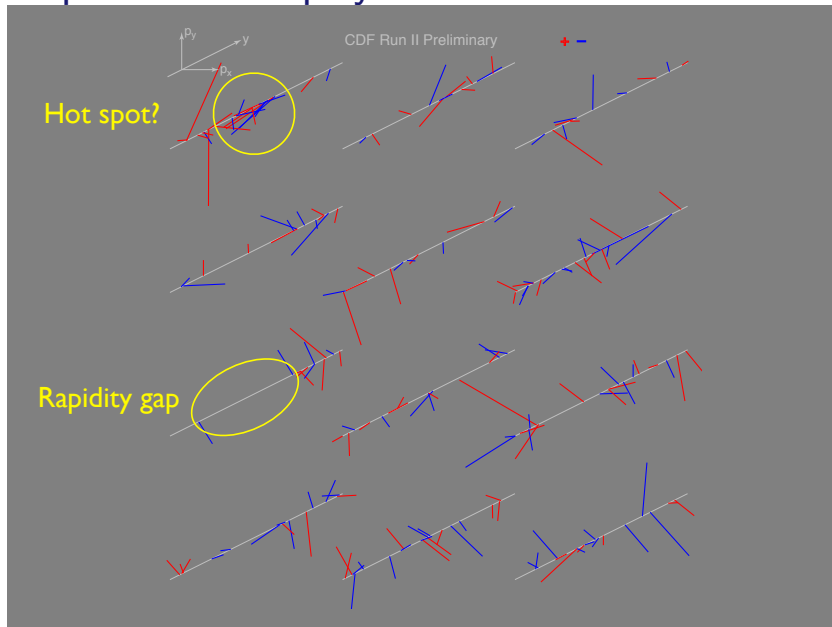 p_y
y
CDF Run II Preliminary
+ −
p_x
Hot spot?
Rapidity gap